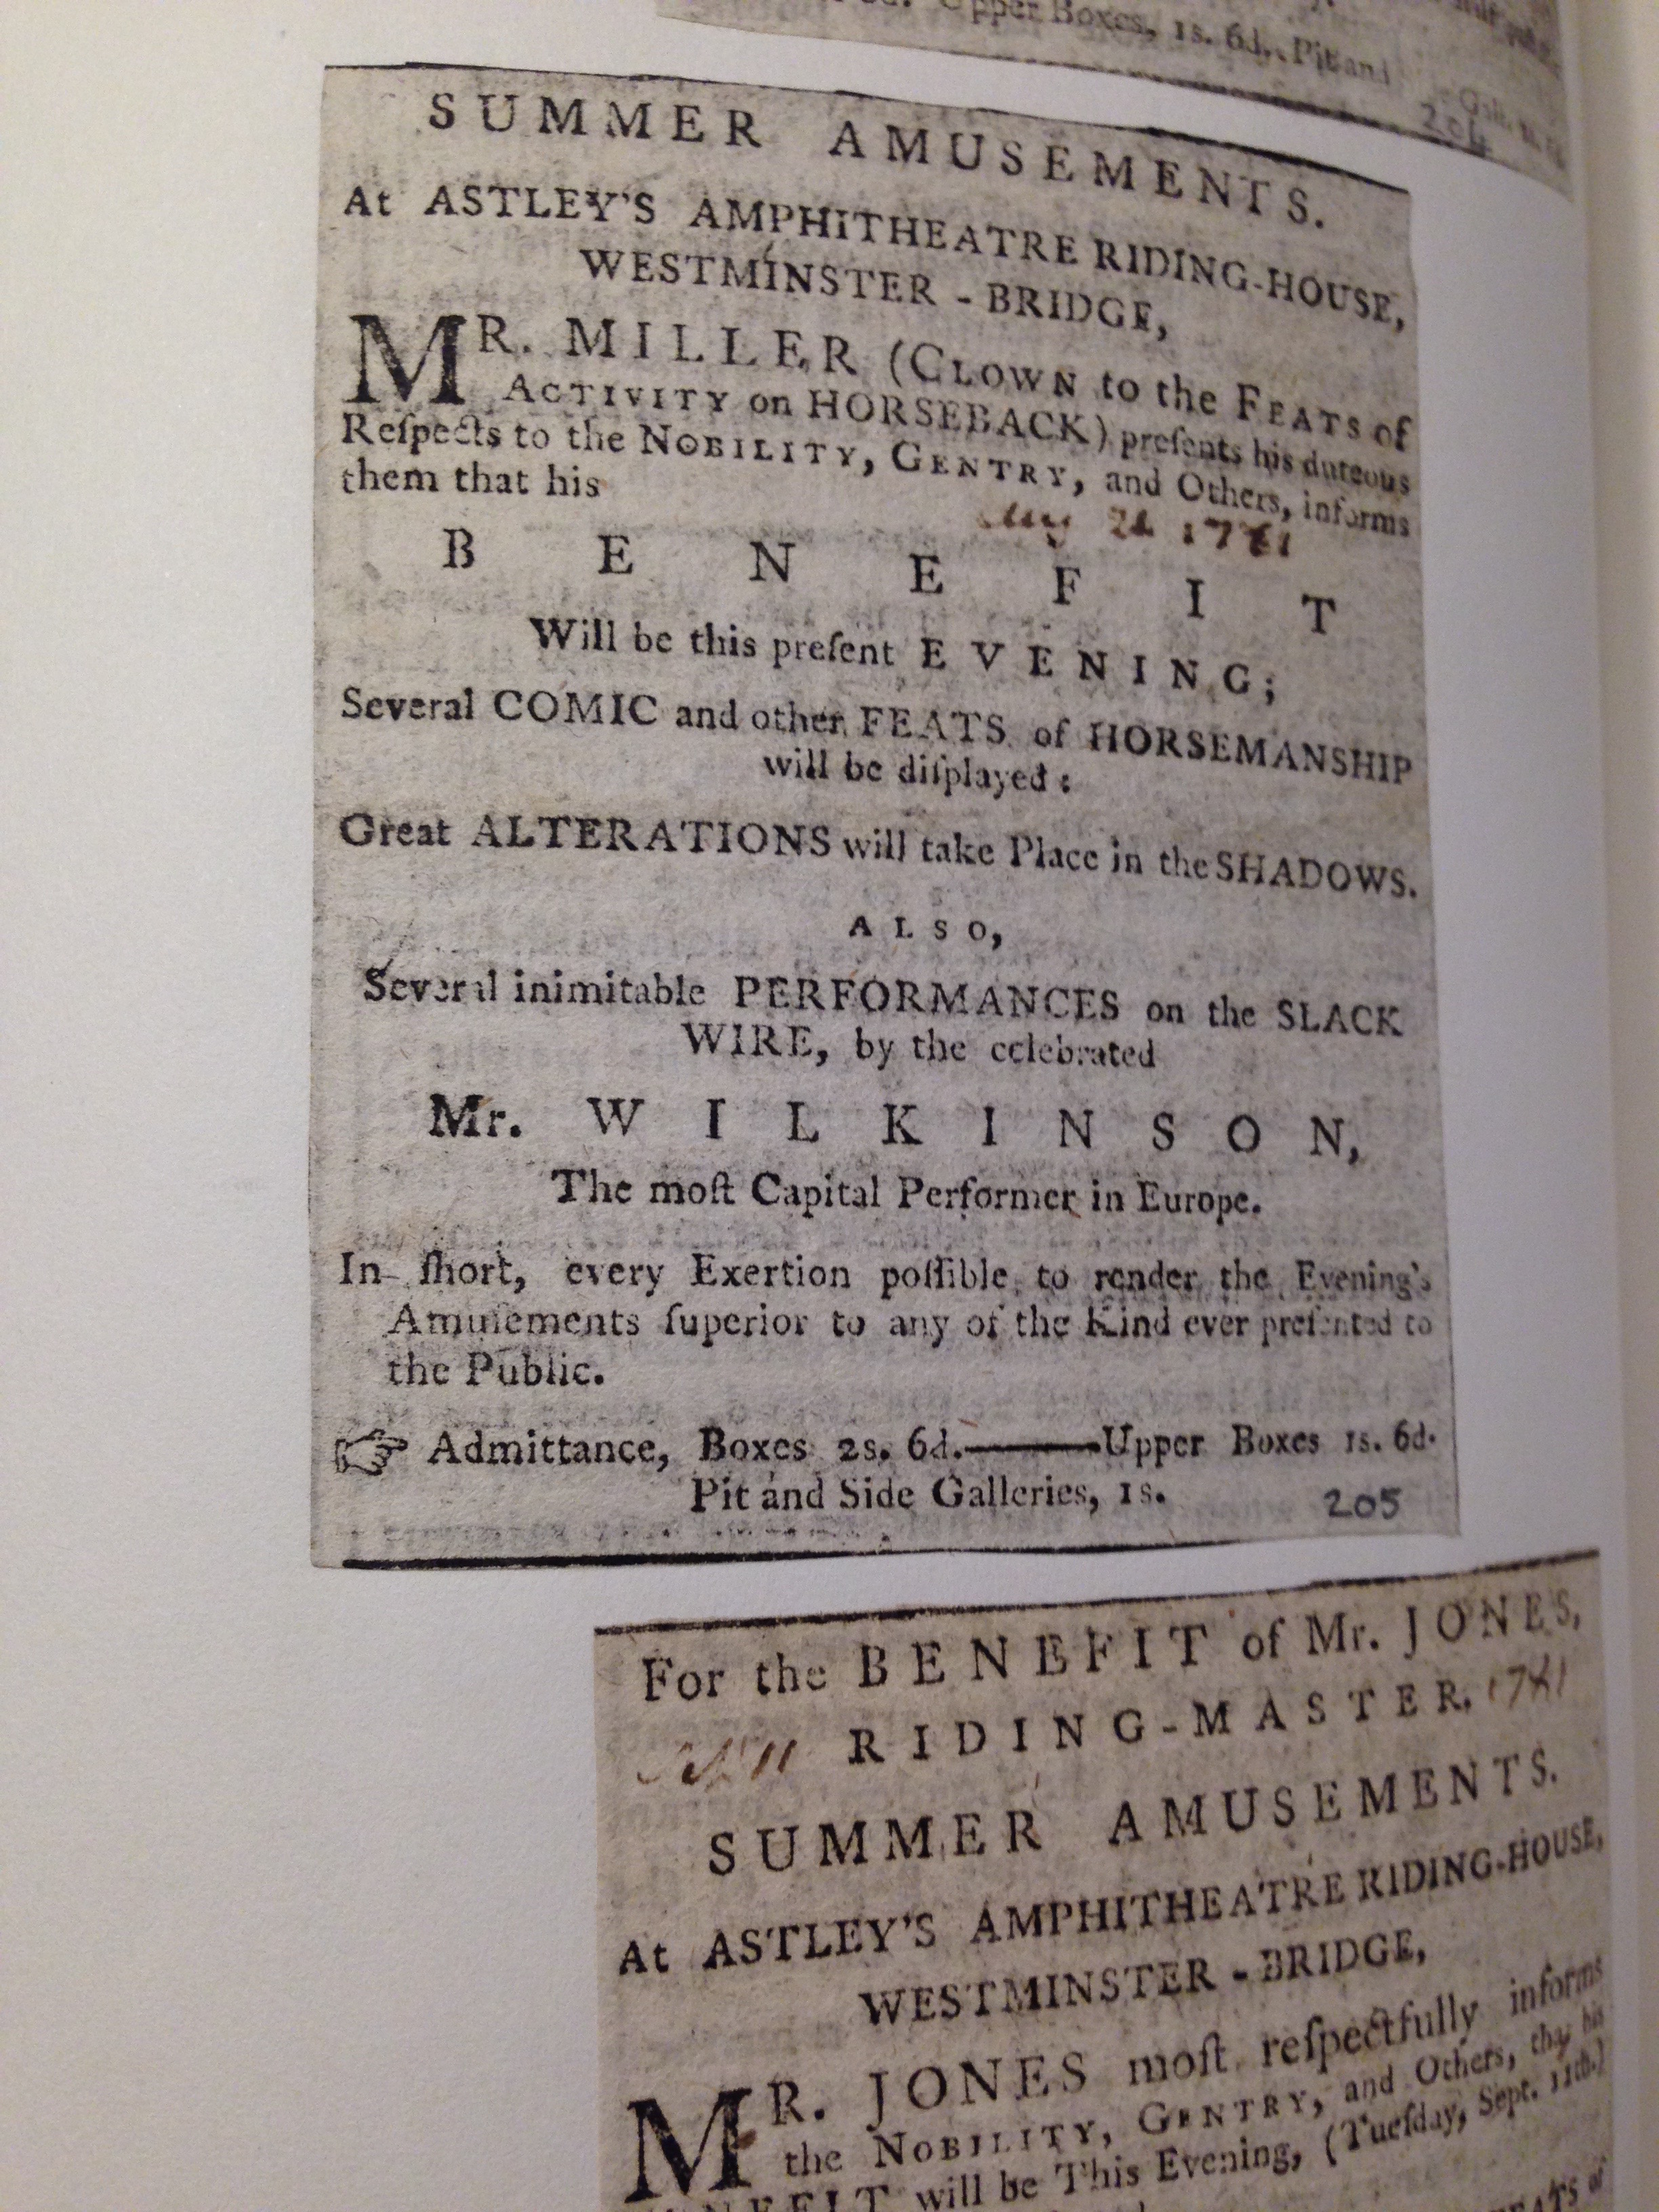 Upper Boxes, 1s. 6d. Pit and
204
SUMMER AMUSEMENTS.
At ASTLEY'S AMPHITHEATRE RIDING-HOUSE,
WESTMINSTER-BRIDGE,
MR. MILLER (CLOWN to the FEATS of
ACTIVITY on HORSEBACK) preſents his duteous
Reſpects to the NOBILITY, GENTRY, and Others, informs
them that his
21 1781
BENEFIT
Will be this preſent EVENING;
Several COMIC and other FEATS of HORSEMANSHIP
will be diſplayed:
Great ALTERATIONS will take Place in the SHADOWS.
ALSO,
Several inimitable PERFORMANCES on the SLACK
WIRE, by the celebrated
Mr. WILKINSON,
The moſt Capital Performer in Europe.
In ſhort, every Exertion poſſible to render the Evening's
Amuſements ſuperior to any of the Kind ever preſented to
the Public.
☞ Admittance, Boxes 2s. 6d.——Upper Boxes 1s. 6d.
Pit and Side Galleries, 1s.
205
For the BENEFIT of Mr. JONES,
11 RIDING-MASTER. 1781
SUMMER AMUSEMENTS.
At ASTLEY'S AMPHITHEATRE RIDING-HOUSE,
WESTMINSTER-BRIDGE,
MR. JONES moſt reſpectfully informs
the NOBILITY, GENTRY, and Others, that his
BENEFIT will be This Evening, (Tueſday, Sept. 11th.)
FEATS of